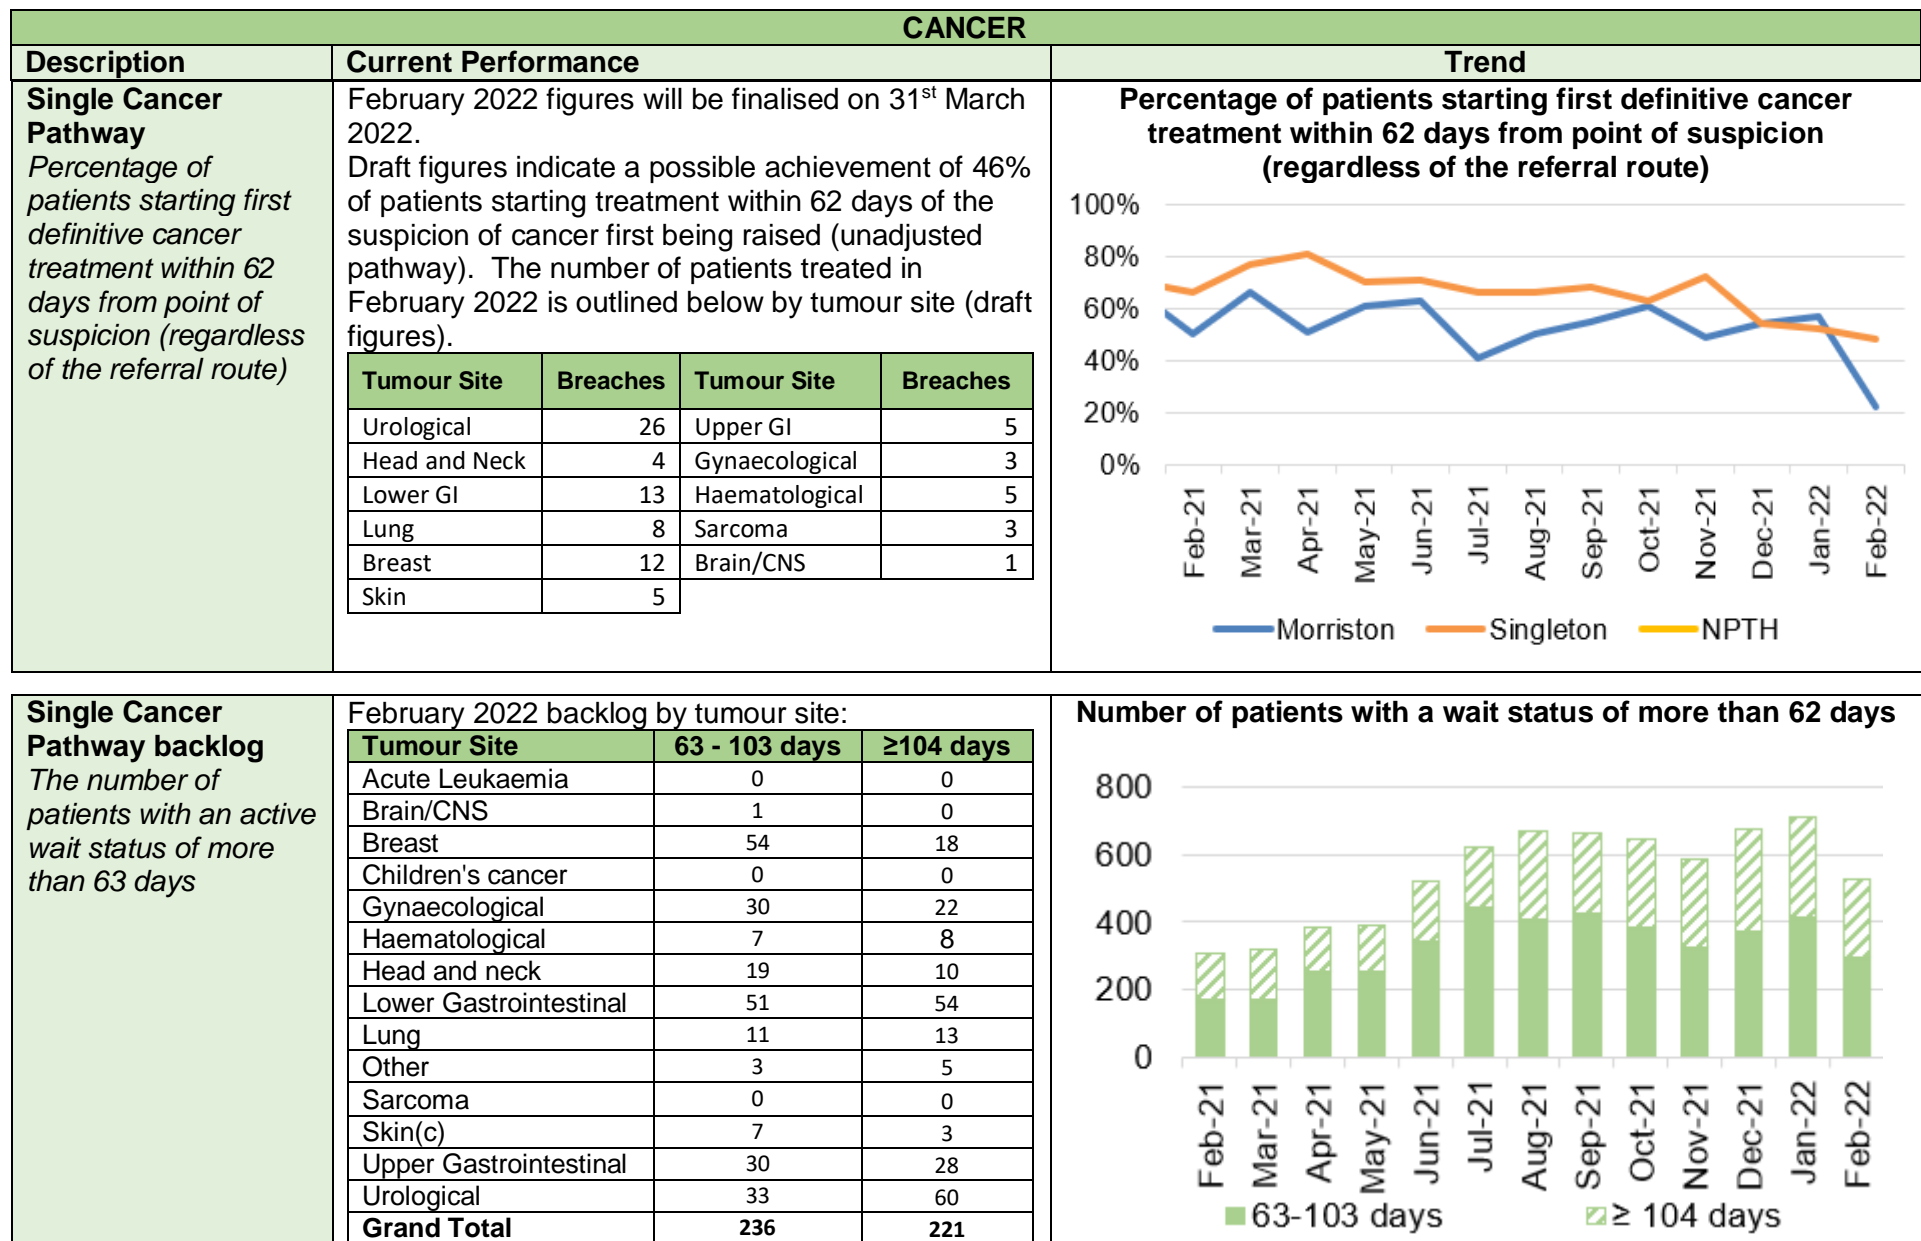 CANCER
Description Current Performance Trend
Single Cancer
Pathway
Percentage of
patients starting first
definitive cancer
treatment within 62
days from point of
suspicion (regardless
of the referral route)
February 2022 figures will be finalised on 31st March
2022.
Draft figures indicate a possible achievement of 46%
of patients starting treatment within 62 days of the
suspicion of cancer first being raised (unadjusted
pathway). The number of patients treated in
February 2022 is outlined below by tumour site (draft
figures).
Tumour Site Breaches Tumour Site Breaches
Urological 26 Upper GI 5
Head and Neck 4 Gynaecological 3
Lower GI 13 Haematological 5
Lung 8 Sarcoma 3
Breast 12 Brain/CNS 1
Skin 5
Percentage of patients starting first definitive cancer
treatment within 62 days from point of suspicion
(regardless of the referral route)
100%
80%
60%
40%
20%
0%
Feb-21 Mar-21 Apr-21 May-21 Jun-21 Jul-21 Aug-21 Sep-21 Oct-21 Nov-21 Dec-21 Jan-22 Feb-22
Morriston Singleton NPTH
Single Cancer
Pathway backlog
The number of
patients with an active
wait status of more
than 63 days
February 2022 backlog by tumour site:
Tumour Site 63 - 103 days ≥104 days
Acute Leukaemia 0 0
Brain/CNS 1 0
Breast 54 18
Children's cancer 0 0
Gynaecological 30 22
Haematological 7 8
Head and neck 19 10
Lower Gastrointestinal 51 54
Lung 11 13
Other 3 5
Sarcoma 0 0
Skin(c) 7 3
Upper Gastrointestinal 30 28
Urological 33 60
Grand Total 236 221
Number of patients with a wait status of more than 62 days
800
600
400
200
0
Feb-21 Mar-21 Apr-21 May-21 Jun-21 Jul-21 Aug-21 Sep-21 Oct-21 Nov-21 Dec-21 Jan-22 Feb-22
63-103 days ≥ 104 days